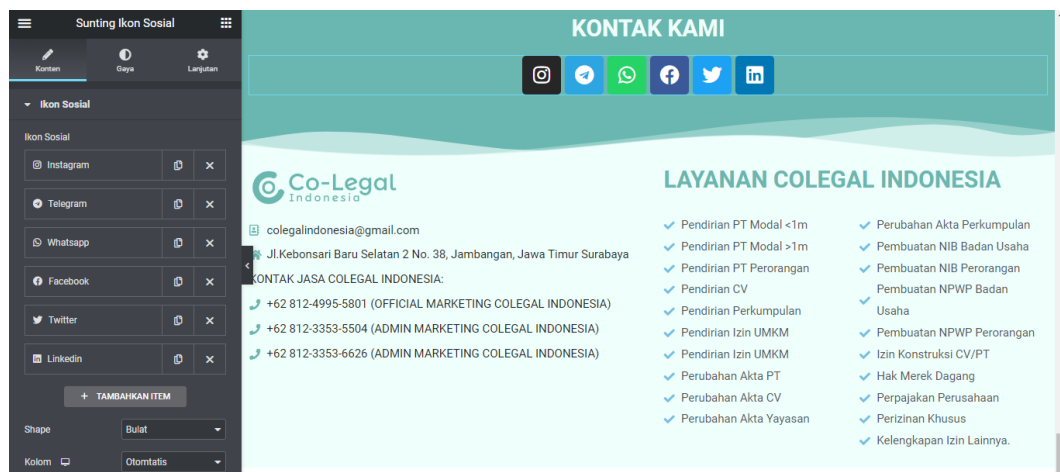 Sunting Ikon Sosial
Konten
Gaya
Lanjutan
Ikon Sosial
Ikon Sosial
Instagram
Telegram
Whatsapp
Facebook
Twitter
Linkedin
+ TAMBAHKAN ITEM
Shape
Bulat
Kolom
Otomtatis
KONTAK KAMI
Co-Legal
Indonesia
colegalindonesia@gmail.com
Jl.Kebonsari Baru Selatan 2 No. 38, Jambangan, Jawa Timur Surabaya
KONTAK JASA COLEGAL INDONESIA:
+62 812-4995-5801 (OFFICIAL MARKETING COLEGAL INDONESIA)
+62 812-3353-5504 (ADMIN MARKETING COLEGAL INDONESIA)
+62 812-3353-6626 (ADMIN MARKETING COLEGAL INDONESIA)
LAYANAN COLEGAL INDONESIA
Pendirian PT Modal <1m
Pendirian PT Modal >1m
Pendirian PT Perorangan
Pendirian CV
Pendirian Perkumpulan
Pendirian Izin UMKM
Pendirian Izin UMKM
Perubahan Akta PT
Perubahan Akta CV
Perubahan Akta Yayasan
Perubahan Akta Perkumpulan
Pembuatan NIB Badan Usaha
Pembuatan NIB Perorangan
Pembuatan NPWP Badan
Usaha
Pembuatan NPWP Perorangan
Izin Konstruksi CV/PT
Hak Merek Dagang
Perpajakan Perusahaan
Perizinan Khusus
Kelengkapan Izin Lainnya.